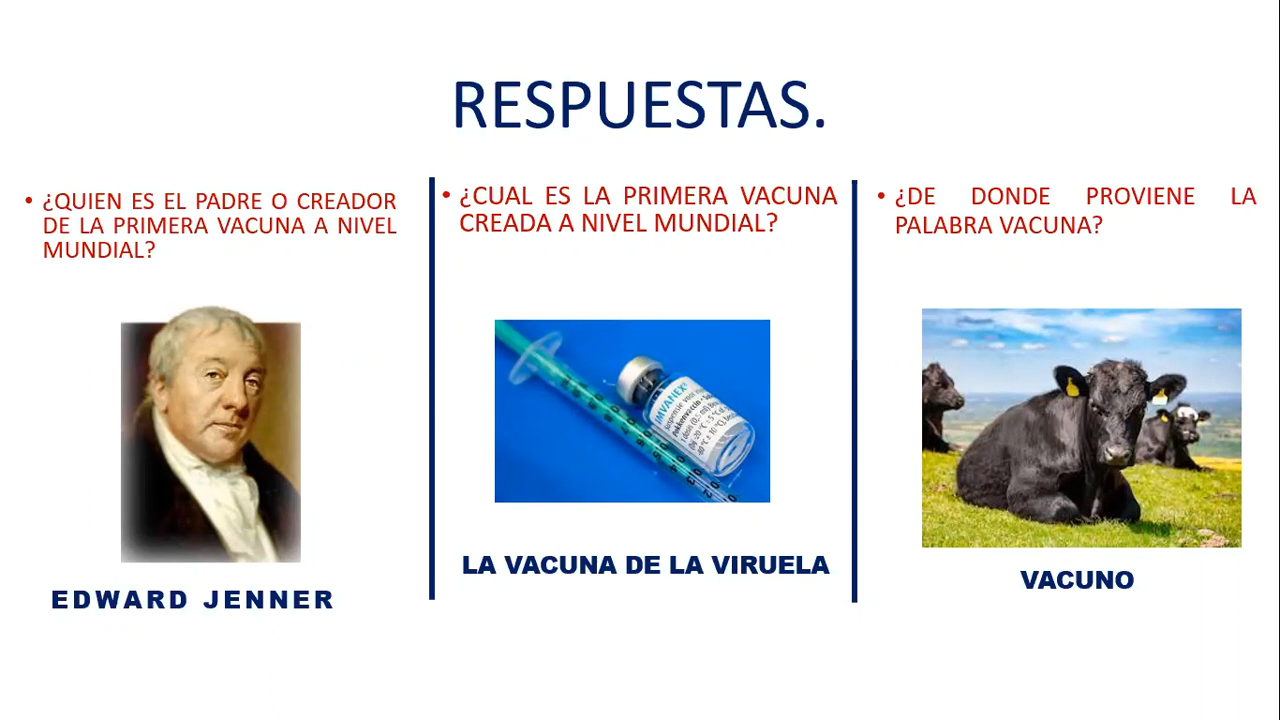 RESPUESTAS.
• ¿QUIEN ES EL PADRE O CREADOR
DE LA PRIMERA VACUNA A NIVEL
MUNDIAL?
EDWARD JENNER
• ¿CUAL ES LA PRIMERA VACUNA
CREADA A NIVEL MUNDIAL?
IMVANEX®
LA VACUNA DE LA VIRUELA
• ¿DE DONDE PROVIENE LA
PALABRA VACUNA?
VACUNO